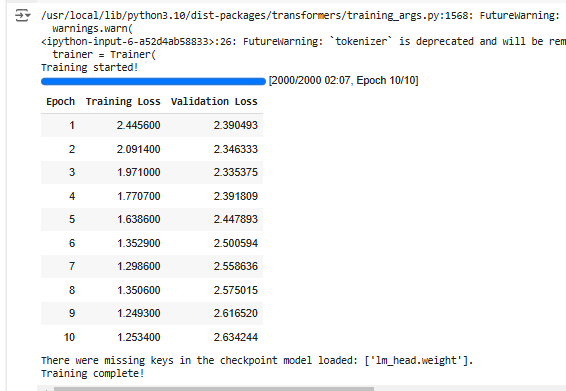 /usr/local/lib/python3.10/dist-packages/transformers/training_args.py:1568: FutureWarning:
warnings.warn(
<ipython-input-6-a52d4ab58833>:26: FutureWarning: `tokenizer` is deprecated and will be rem
trainer = Trainer(
Training started!
[2000/2000 02:07, Epoch 10/10]
Epoch Training Loss Validation Loss
1 2.445600 2.390493
2 2.091400 2.346333
3 1.971000 2.335375
4 1.770700 2.391809
5 1.638600 2.447893
6 1.352900 2.500594
7 1.298600 2.558636
8 1.350600 2.575015
9 1.249300 2.616520
10 1.253400 2.634244
There were missing keys in the checkpoint model loaded: ['lm_head.weight'].
Training complete!